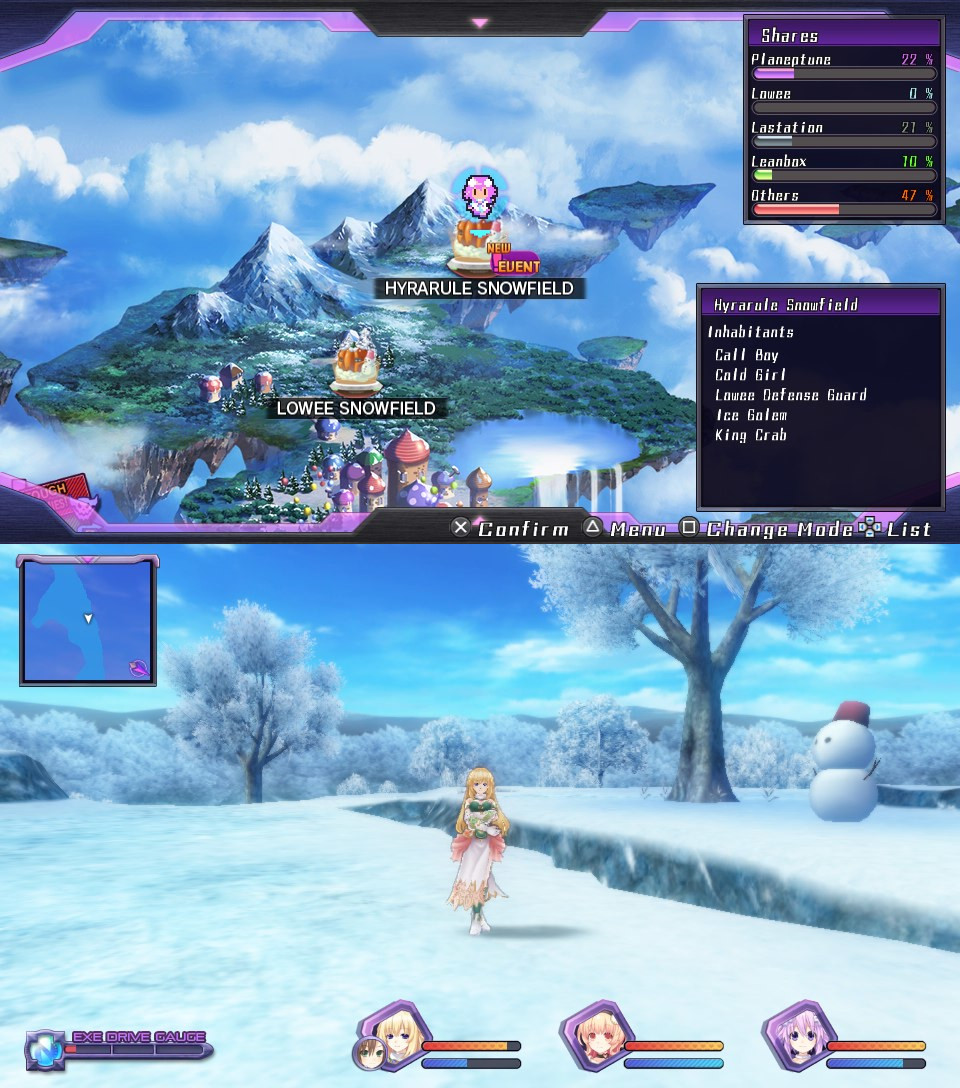 Shares
Planeptune 22 %
Lowee 0 %
Lastation 21 %
Leanbox 10 %
Others 47 %
NEW
EVENT
HYRARULE SNOWFIELD
Hyrarule Snowfield
Inhabitants
Call Boy
Cold Girl
Lowee Defense Guard
Ice Golem
King Crab
LOWEE SNOWFIELD
Confirm Menu Change Mode List
EXE DRIVE GAUGE